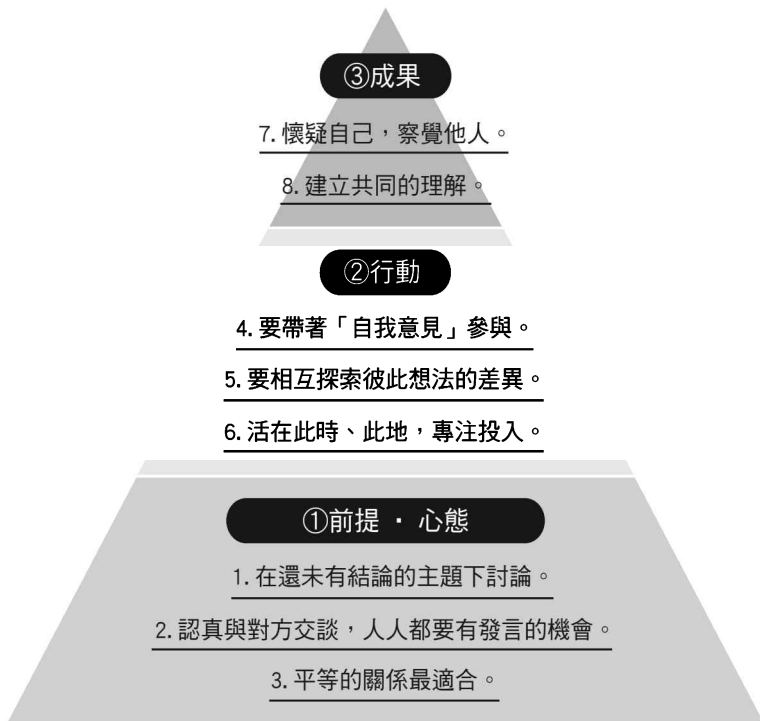 ③成果
7. 懷疑自己，察覺他人。
8. 建立共同的理解。
②行動
4. 要帶著「自我意見」參與。
5. 要相互探索彼此想法的差異。
6. 活在此時、此地，專注投入。
①前提 · 心態
1. 在還未有結論的主題下討論。
2. 認真與對方交談，人人都要有發言的機會。
3. 平等的關係最適合。